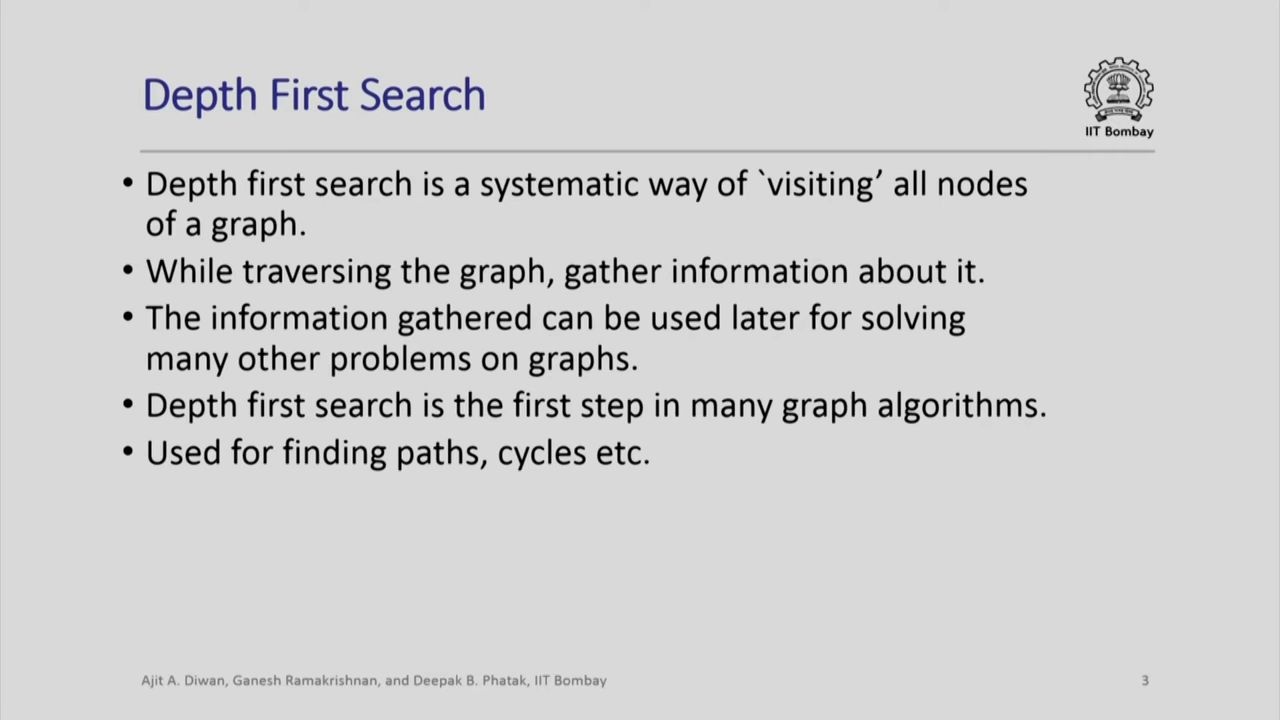 Depth First Search
IIT Bombay
• Depth first search is a systematic way of `visiting’ all nodes
of a graph.
• While traversing the graph, gather information about it.
• The information gathered can be used later for solving
many other problems on graphs.
• Depth first search is the first step in many graph algorithms.
• Used for finding paths, cycles etc.
Ajit A. Diwan, Ganesh Ramakrishnan, and Deepak B. Phatak, IIT Bombay
3